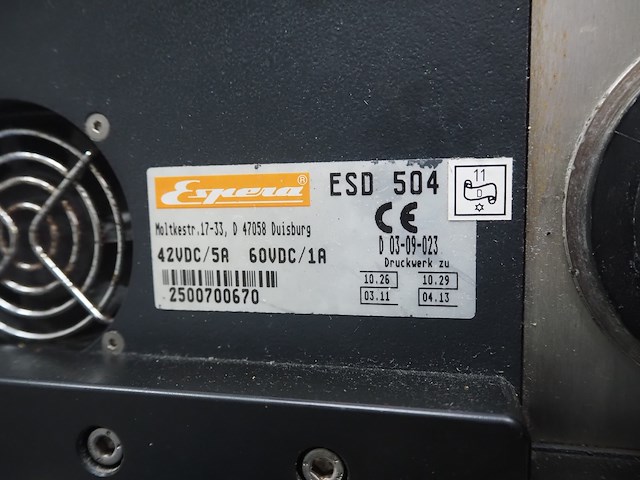 Espera®
ESD 504
11
D
Moltkestr.17-33, D 47058 Duisburg
CE
D 03-09-023
42VDC/5A 60VDC/1A
Druckwerk zu
10.26 10.29
03.11 04.13
2500700670